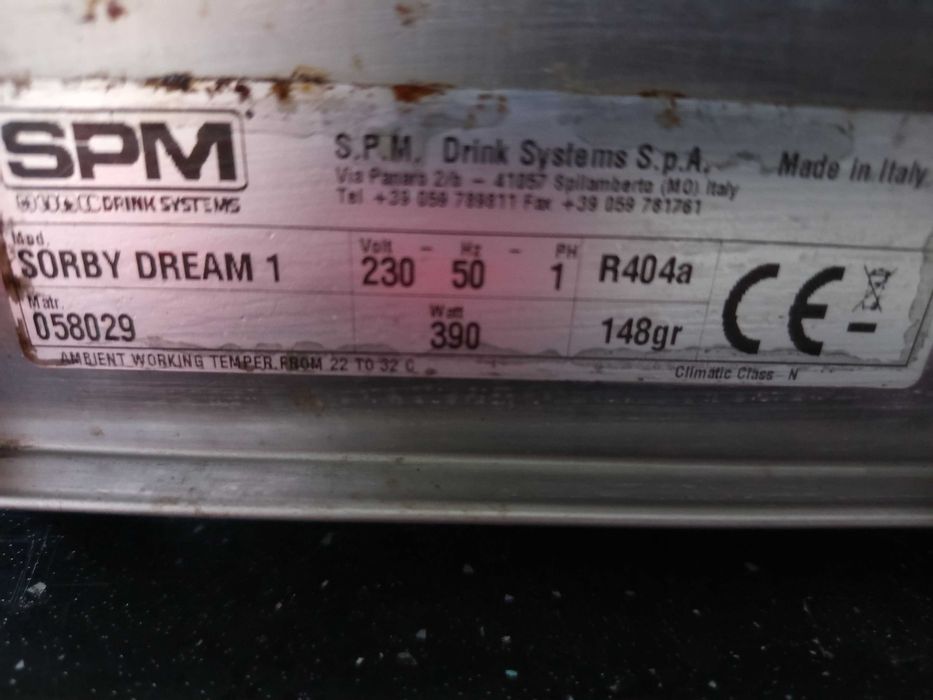 SPM
DRINK SYSTEMS
S.P.M. Drink Systems S.p.A.
Made in Italy
Via Panaro 2/b - 41057 Spilamberto (MO) Italy
Tel +39 059 789811 Fax +39 059 781761
Mod.
SORBY DREAM 1
Volt - Hz - PH
230 50 1
R404a
CE
Matr.
058029
Watt
390
148gr
AMBIENT WORKING TEMPER. FROM 22 TO 32 C
Climatic Class N